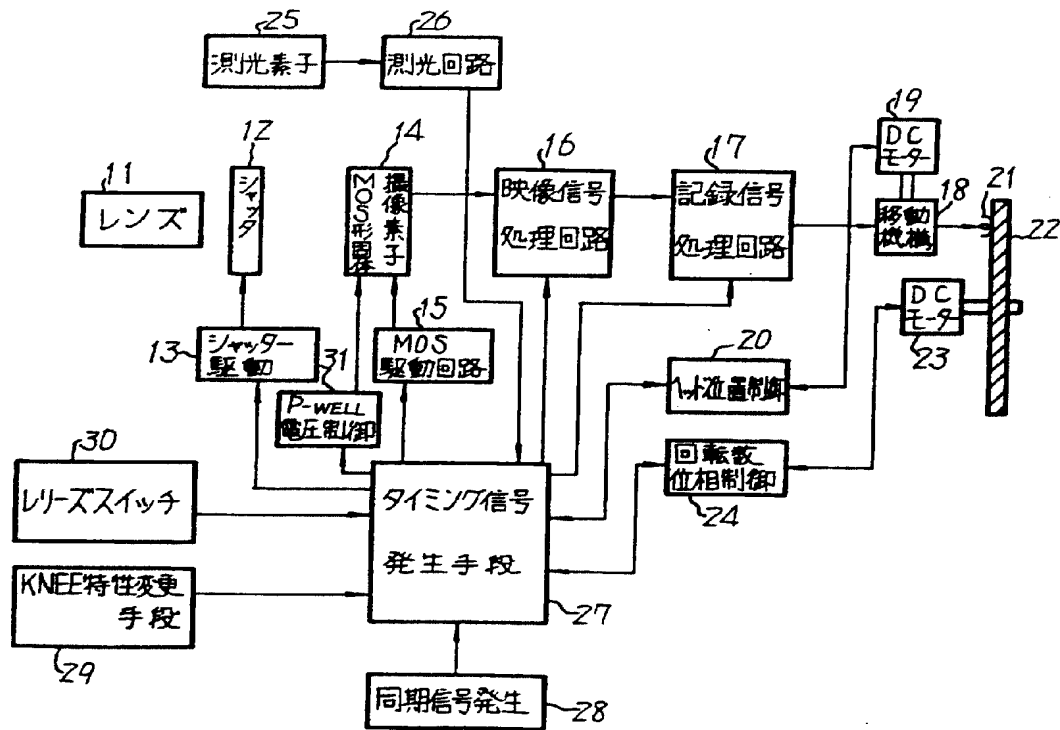 25
26
測光素子
測光回路
12
14
16
17
19
DC
モーター
11
レンズ
シャッタ
MOS形固体
撮像素子
映像信号
処理回路
記録信号
処理回路
18
移動
機構
21
22
13
シャッター
駆動
31
15
MOS
駆動回路
20
ヘッド位置制御
DC
モーター
23
P-WELL
電圧制御
30
レリーズスイッチ
タイミング信号
発生手段
27
回転数
位相制御
24
KNEE特性変更
手段
29
同期信号発生
28